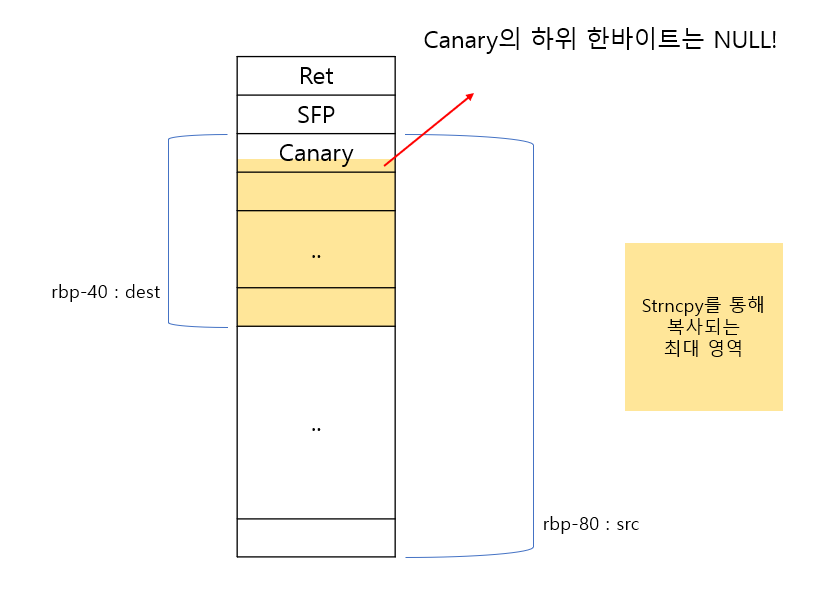 Canary의 하위 한바이트는 NULL!
Ret
SFP
Canary
..
rbp-40 : dest
Strncpy를 통해
복사되는
최대 영역
..
rbp-80 : src